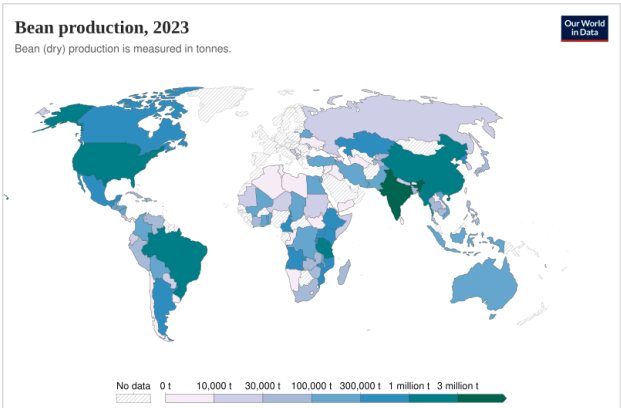 Bean production, 2023
Our World
in Data
Bean (dry) production is measured in tonnes.
No data 0 t 10,000 t 30,000 t 100,000 t 300,000 t 1 million t 3 million t